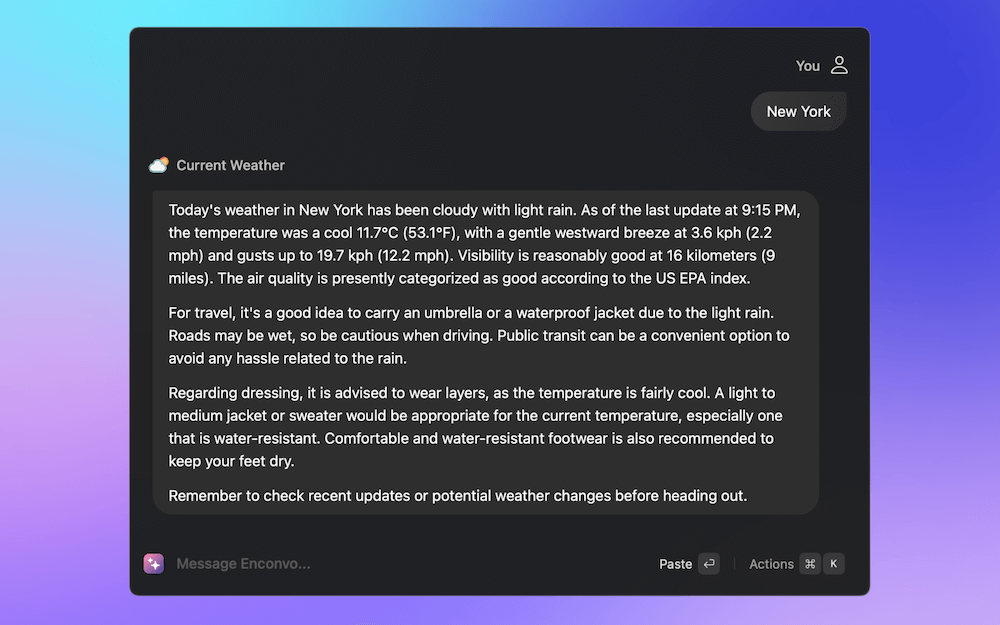 You
New York
Current Weather
Today's weather in New York has been cloudy with light rain. As of the last update at 9:15 PM,
the temperature was a cool 11.7°C (53.1°F), with a gentle westward breeze at 3.6 kph (2.2
mph) and gusts up to 19.7 kph (12.2 mph). Visibility is reasonably good at 16 kilometers (9
miles). The air quality is presently categorized as good according to the US EPA index.
For travel, it's a good idea to carry an umbrella or a waterproof jacket due to the light rain.
Roads may be wet, so be cautious when driving. Public transit can be a convenient option to
avoid any hassle related to the rain.
Regarding dressing, it is advised to wear layers, as the temperature is fairly cool. A light to
medium jacket or sweater would be appropriate for the current temperature, especially one
that is water-resistant. Comfortable and water-resistant footwear is also recommended to
keep your feet dry.
Remember to check recent updates or potential weather changes before heading out.
Message Enconvo... Paste ↵ | Actions ⌘ K